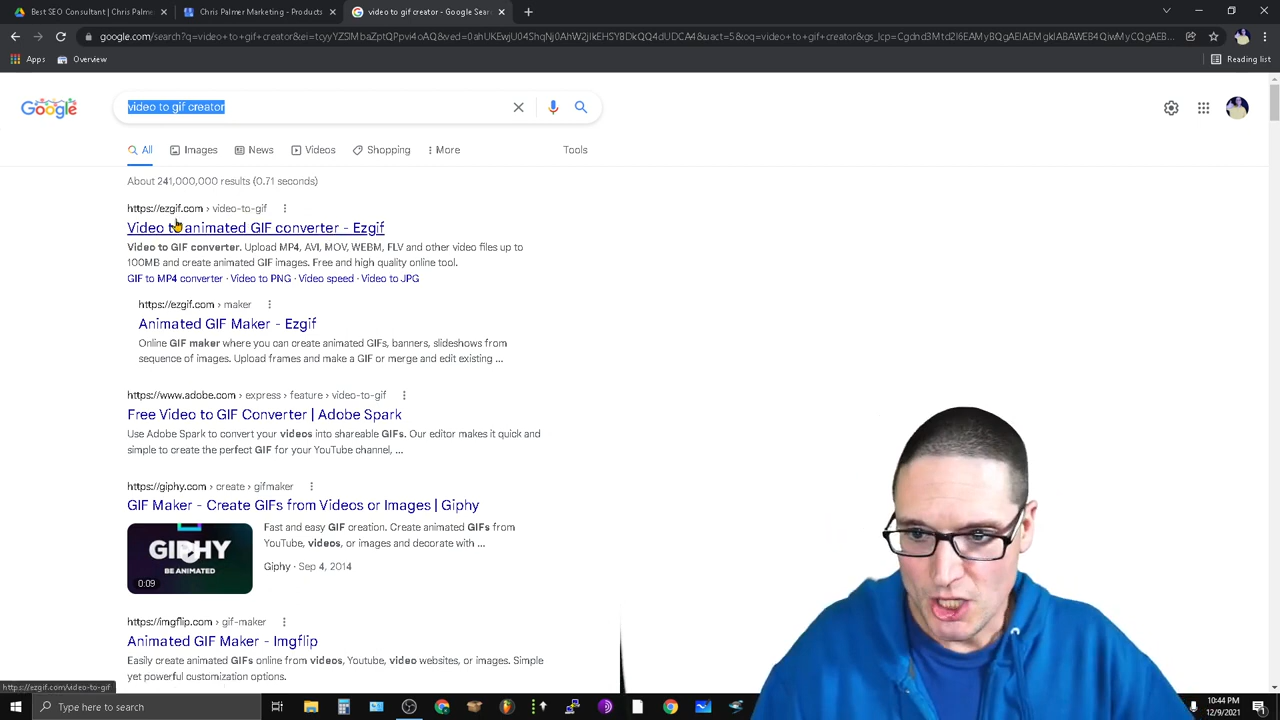 Best SEO Consultant | Chris Palm
Chris Palmer Marketing - Products
video to gif creator - Google Sear
google.com/search?q=video+to+gif+creator&ei=
Apps
Overview
Reading list
Google
video to gif creator
All
Images
News
Videos
Shopping
More
Tools
About 241,000,000 results (0.71 seconds)
https://ezgif.com › video-to-gif
Video to animated GIF converter - Ezgif
Video to GIF converter. Upload MP4, AVI, MOV, WEBM, FLV and other video files up to
100MB and create animated GIF images. Free and high quality online tool.
GIF to MP4 converter · Video to PNG · Video speed · Video to JPG
https://ezgif.com › maker
Animated GIF Maker - Ezgif
Online GIF maker where you can create animated GIFs, banners, slideshows from
sequence of images. Upload frames and make a GIF or merge and edit existing ...
https://www.adobe.com › express › feature › video-to-gif
Free Video to GIF Converter | Adobe Spark
Use Adobe Spark to convert your videos into shareable GIFs. Our editor makes it quick and
simple to create the perfect GIF for your YouTube channel, ...
https://giphy.com › create › gifmaker
GIF Maker - Create GIFs from Videos or Images | Giphy
GIPHY
BE ANIMATED
0:09
Fast and easy GIF creation. Create animated GIFs from
YouTube, videos, or images and decorate with ...
Giphy · Sep 4, 2014
https://imgflip.com › gif-maker
Animated GIF Maker - Imgflip
Easily create animated GIFs online from videos, Youtube, video websites, or images. Simple
yet powerful customization options.
https://ezgif.com/video-to-gif
Type here to search
10:44 PM
12/9/2021